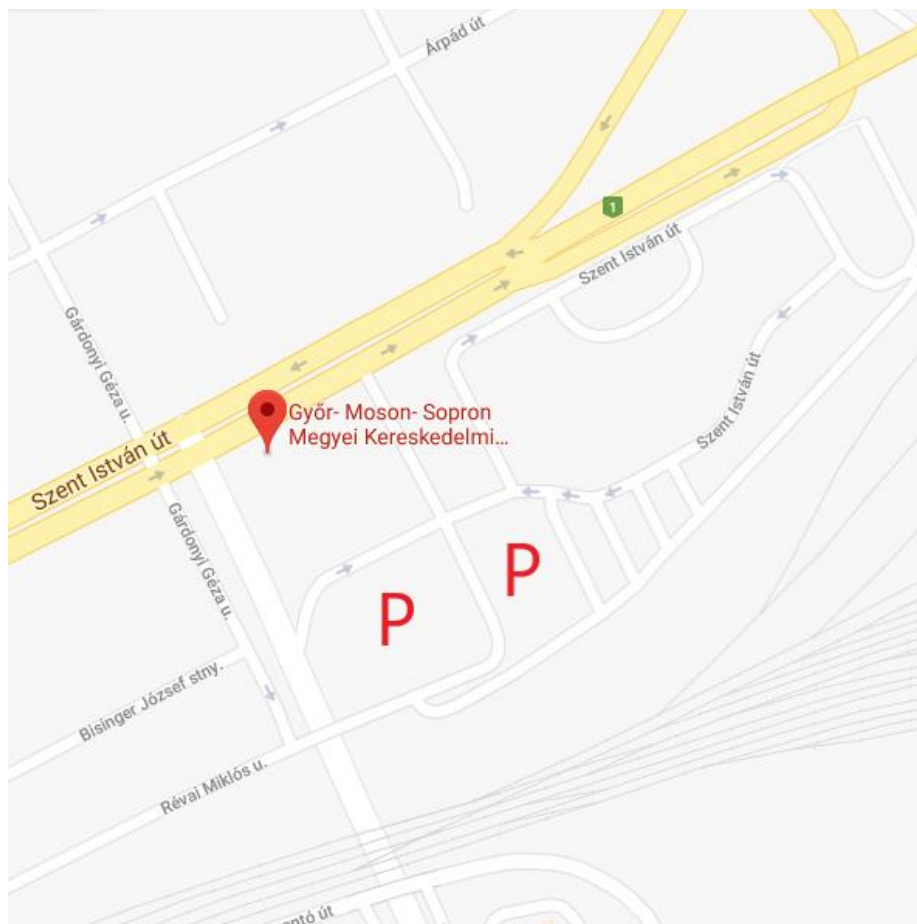 Árpád út
1
Szent István út
Gárdonyi Géza u.
Győr- Moson- Sopron
Megyei Kereskedelmi...
Szent István út
Szent István út
Gárdonyi Géza u.
P
P
Bisinger József stny.
Révai Miklós u.
út